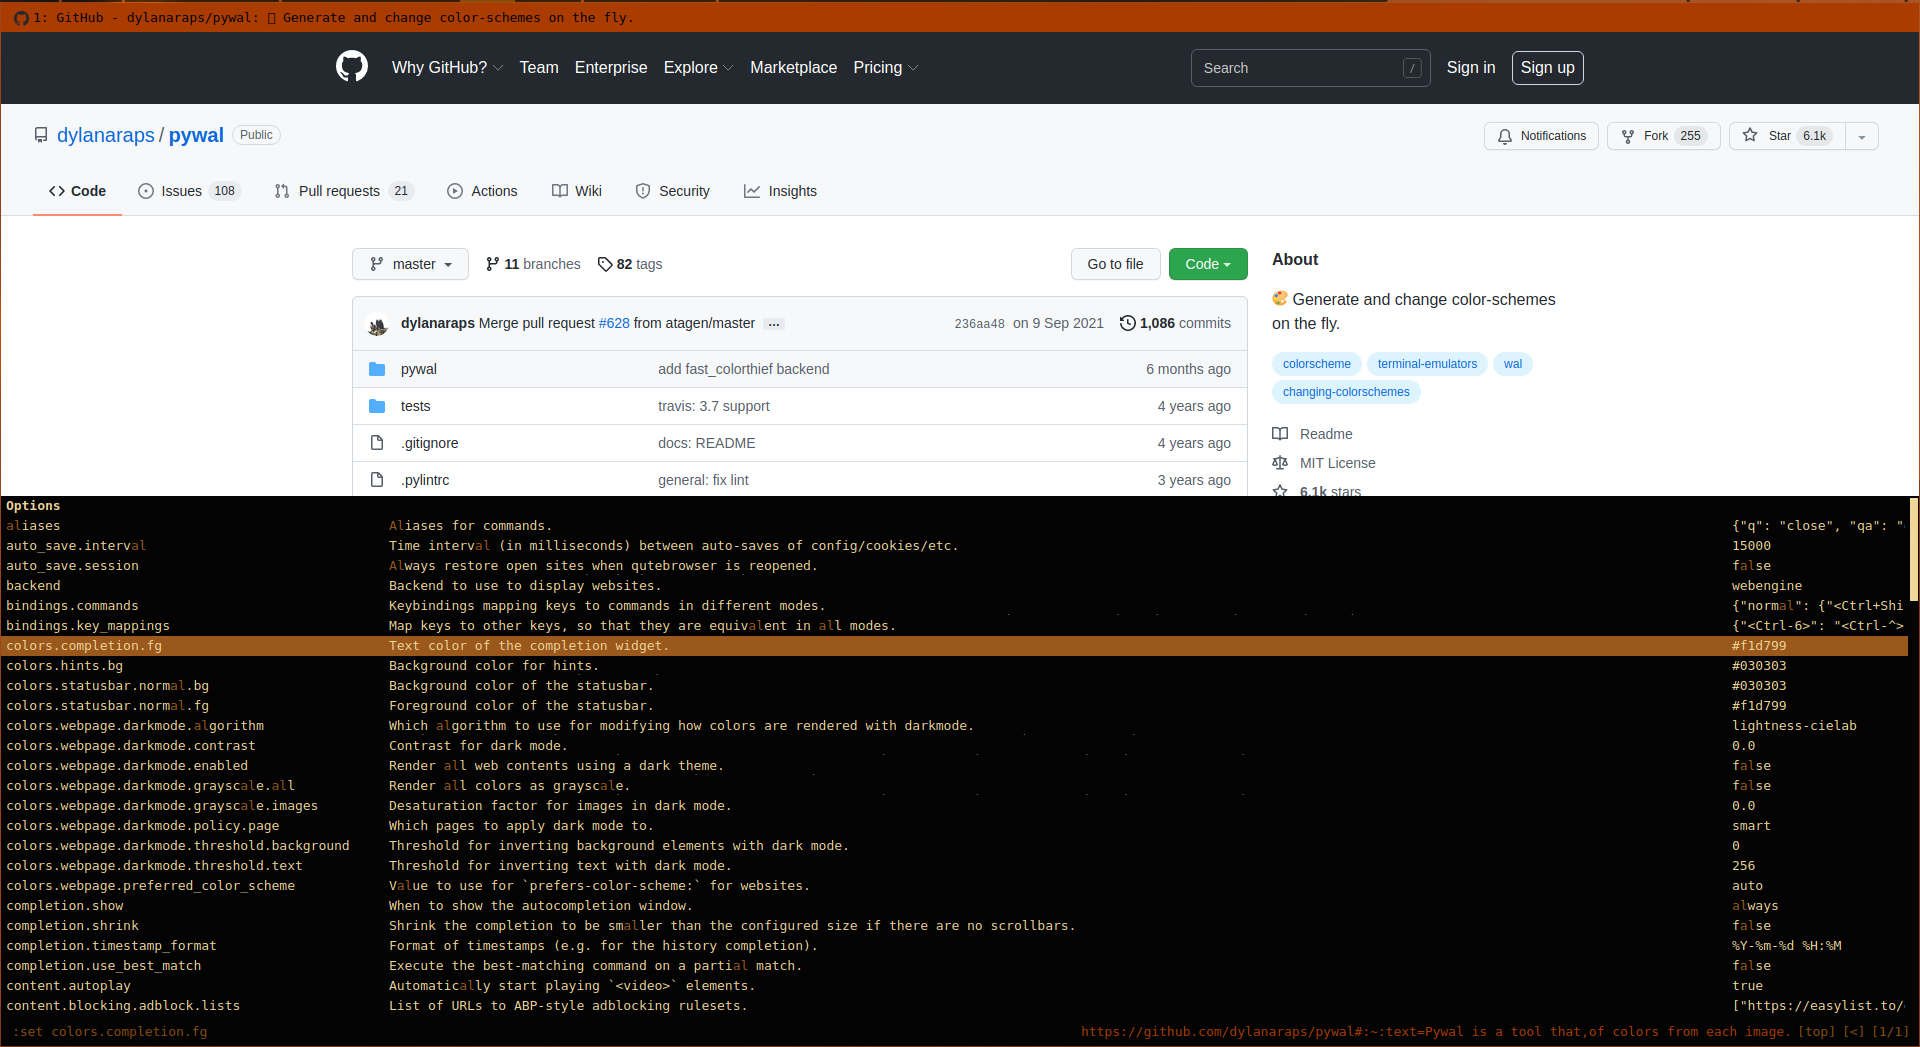 1: GitHub - dylanaraps/pywal: Generate and change color-schemes on the fly.
Why GitHub? Team Enterprise Explore Marketplace Pricing Search / Sign in Sign up
dylanaraps / pywal Public Notifications Fork 255 Star 6.1k
Code Issues 108 Pull requests 21 Actions Wiki Security Insights
master 11 branches 82 tags Go to file Code
About
Generate and change color-schemes
on the fly.
dylanaraps Merge pull request #628 from atagen/master ... 236aa48 on 9 Sep 2021 1,086 commits
pywal add fast_colorthief backend 6 months ago
tests travis: 3.7 support 4 years ago
.gitignore docs: README 4 years ago
.pylintrc general: fix lint 3 years ago
colorscheme terminal-emulators wal
changing-colorschemes
Readme
MIT License
6.1k stars
Options
aliases Aliases for commands. {"q": "close", "qa": "
auto_save.interval Time interval (in milliseconds) between auto-saves of config/cookies/etc. 15000
auto_save.session Always restore open sites when qutebrowser is reopened. false
backend Backend to use to display websites. webengine
bindings.commands Keybindings mapping keys to commands in different modes. {"normal": {"<Ctrl+Shi
bindings.key_mappings Map keys to other keys, so that they are equivalent in all modes. {"<Ctrl-6>": "<Ctrl-^>
colors.completion.fg Text color of the completion widget. #f1d799
colors.hints.bg Background color for hints. #030303
colors.statusbar.normal.bg Background color of the statusbar. #030303
colors.statusbar.normal.fg Foreground color of the statusbar. #f1d799
colors.webpage.darkmode.algorithm Which algorithm to use for modifying how colors are rendered with darkmode. lightness-cielab
colors.webpage.darkmode.contrast Contrast for dark mode. 0.0
colors.webpage.darkmode.enabled Render all web contents using a dark theme. false
colors.webpage.darkmode.grayscale.all Render all colors as grayscale. false
colors.webpage.darkmode.grayscale.images Desaturation factor for images in dark mode. 0.0
colors.webpage.darkmode.policy.page Which pages to apply dark mode to. smart
colors.webpage.darkmode.threshold.background Threshold for inverting background elements with dark mode. 0
colors.webpage.darkmode.threshold.text Threshold for inverting text with dark mode. 256
colors.webpage.preferred_color_scheme Value to use for `prefers-color-scheme:` for websites. auto
completion.show When to show the autocompletion window. always
completion.shrink Shrink the completion to be smaller than the configured size if there are no scrollbars. false
completion.timestamp_format Format of timestamps (e.g. for the history completion). %Y-%m-%d %H:%M
completion.use_best_match Execute the best-matching command on a partial match. false
content.autoplay Automatically start playing `<video>` elements. true
content.blocking.adblock.lists List of URLs to ABP-style adblocking rulesets. ["https://easylist.to/
:set colors.completion.fg https://github.com/dylanaraps/pywal#:~:text=Pywal is a tool that,of colors from each image. [top] [<] [1/1]